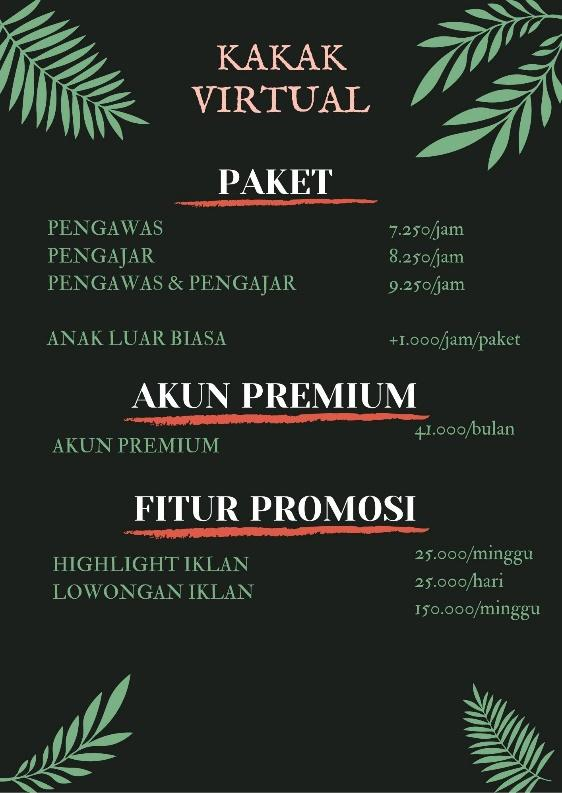 KAKAK
VIRTUAL
PAKET
PENGAWAS 7.250/jam
PENGAJAR 8.250/jam
PENGAWAS & PENGAJAR 9.250/jam
ANAK LUAR BIASA +1.000/jam/paket
AKUN PREMIUM
41.000/bulan
AKUN PREMIUM
FITUR PROMOSI
25.000/minggu
HIGHLIGHT IKLAN
25.000/hari
LOWONGAN IKLAN
150.000/minggu